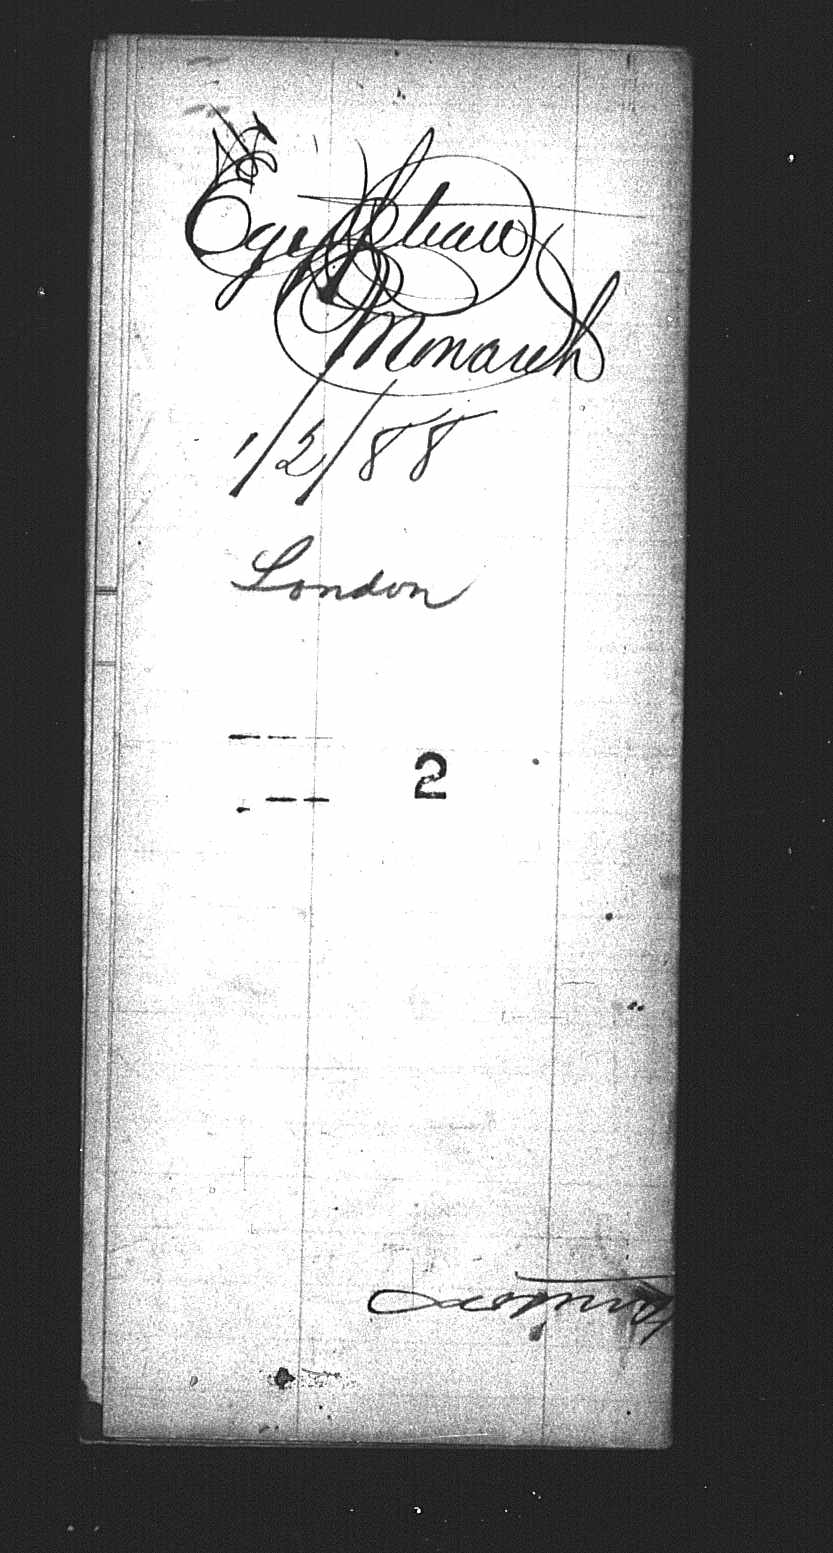 Egyptian
Monarch
1/2/88
London
2